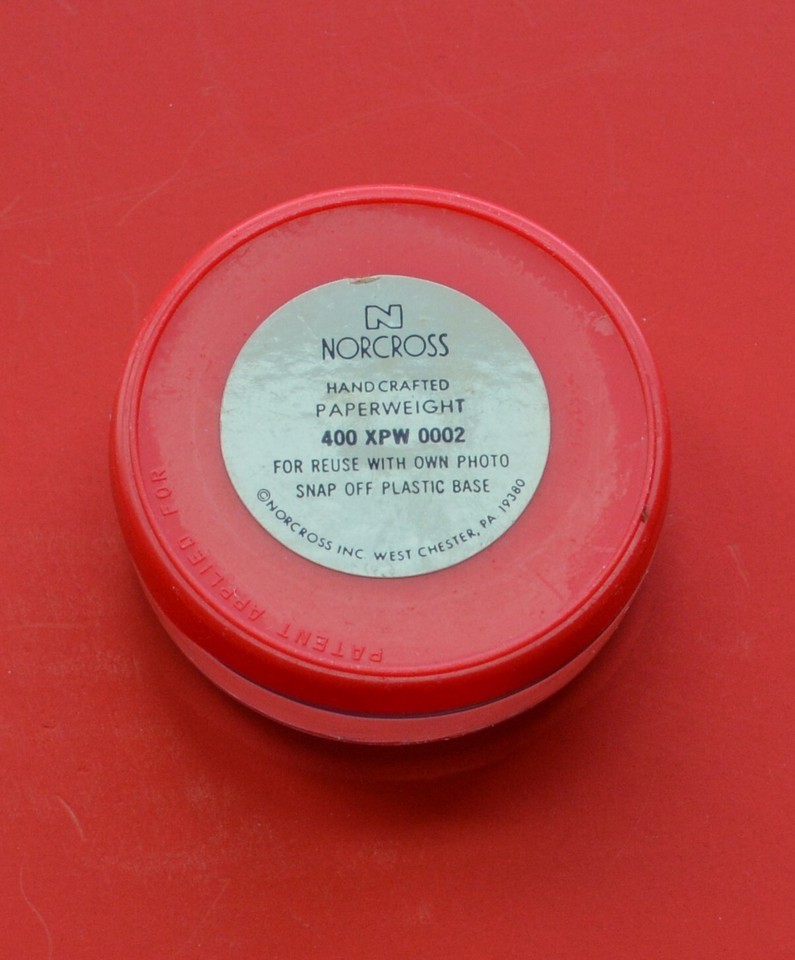 N
NORCROSS
HANDCRAFTED
PAPERWEIGHT
400 XPW 0002
FOR REUSE WITH OWN PHOTO
SNAP OFF PLASTIC BASE
©NORCROSS INC. WEST CHESTER, PA 19380
PATENT APPLIED FOR